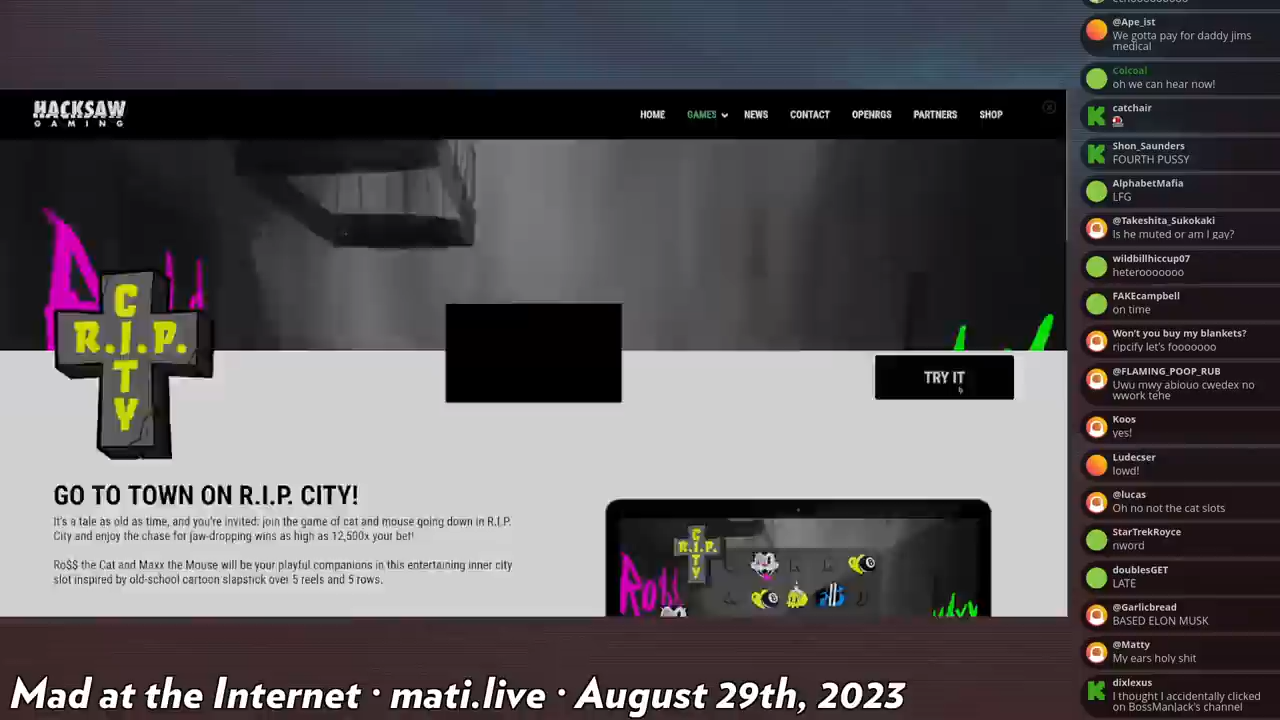 HACKSAW
GAMING
HOME
GAMES
NEWS
CONTACT
OPENRGS
PARTNERS
SHOP
C
R.I.P.
T
Y
TRY IT
GO TO TOWN ON R.I.P. CITY!
It's a tale as old as time, and you're invited: join the game of cat and mouse going down in R.I.P.
City and enjoy the chase for jaw-dropping wins as high as 12,500x your bet!
Ro$$ the Cat and Maxx the Mouse will be your playful companions in this entertaining inner city
slot inspired by old-school cartoon slapstick over 5 reels and 5 rows.
C
R.I.P.
T
Y
Mad at the Internet · mati.live · August 29th, 2023
@Ape_ist
We gotta pay for daddy jims
medical
Colcoal
oh we can hear now!
catchair
Shon_Saunders
FOURTH PUSSY
AlphabetMafia
LFG
@Takeshita_Sukokaki
Is he muted or am I gay?
wildbillhiccup07
heterooooooo
FAKEcampbell
on time
Won't you buy my blankets?
ripcify let's foooooooo
@FLAMING_POOP_RUB
Uwu mwy abiouo cwedex no
wwork tehe
Koos
yes!
Ludecser
lowd!
@lucas
Oh no not the cat slots
StarTrekRoyce
nword
doublesGET
LATE
@Garlicbread
BASED ELON MUSK
@Matty
My ears holy shit
dixlexus
I thought I accidentally clicked
on BossManJack's channel